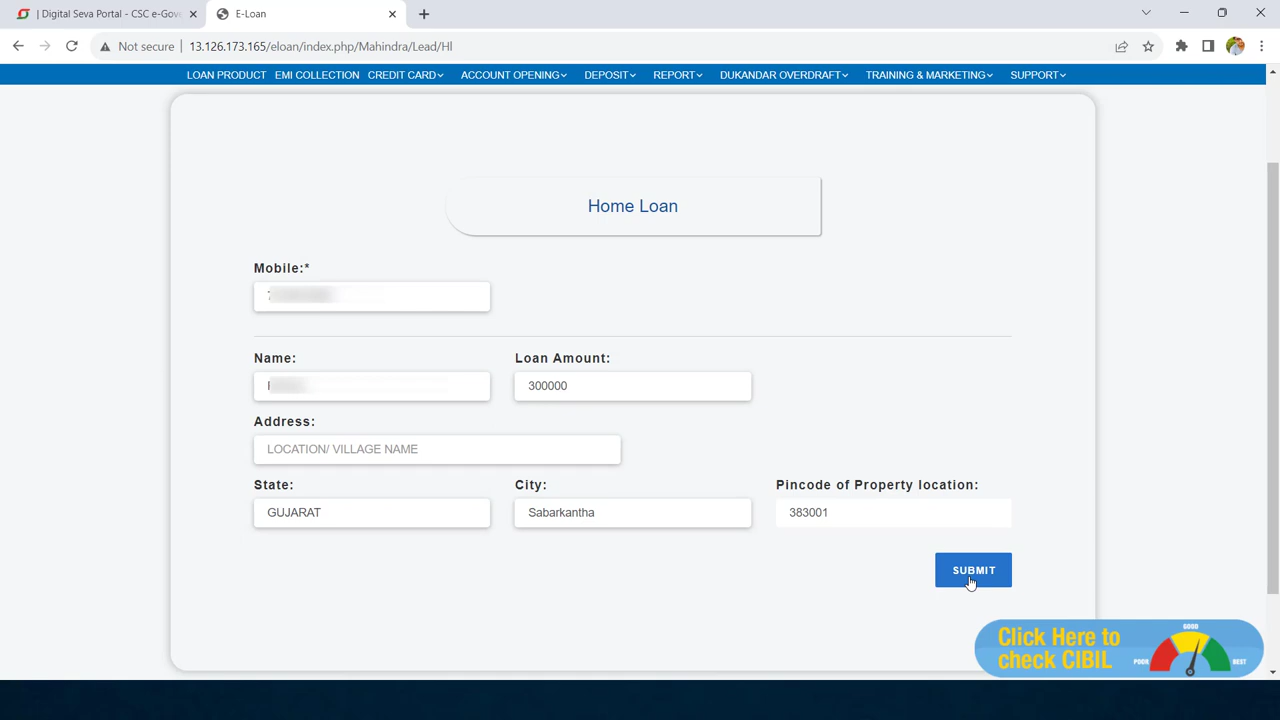 | Digital Seva Portal - CSC e-Gov
E-Loan
Not secure
13.126.173.165/eloan/index.php/Mahindra/Lead/Hl
LOAN PRODUCT EMI COLLECTION CREDIT CARD ACCOUNT OPENING DEPOSIT REPORT DUKANDAR OVERDRAFT TRAINING & MARKETING SUPPORT
Home Loan
Mobile:*
Name: Loan Amount:
300000
Address:
LOCATION/ VILLAGE NAME
State: City: Pincode of Property location:
GUJARAT Sabarkantha 383001
SUBMIT
Click Here to
check CIBIL
POOR GOOD BEST